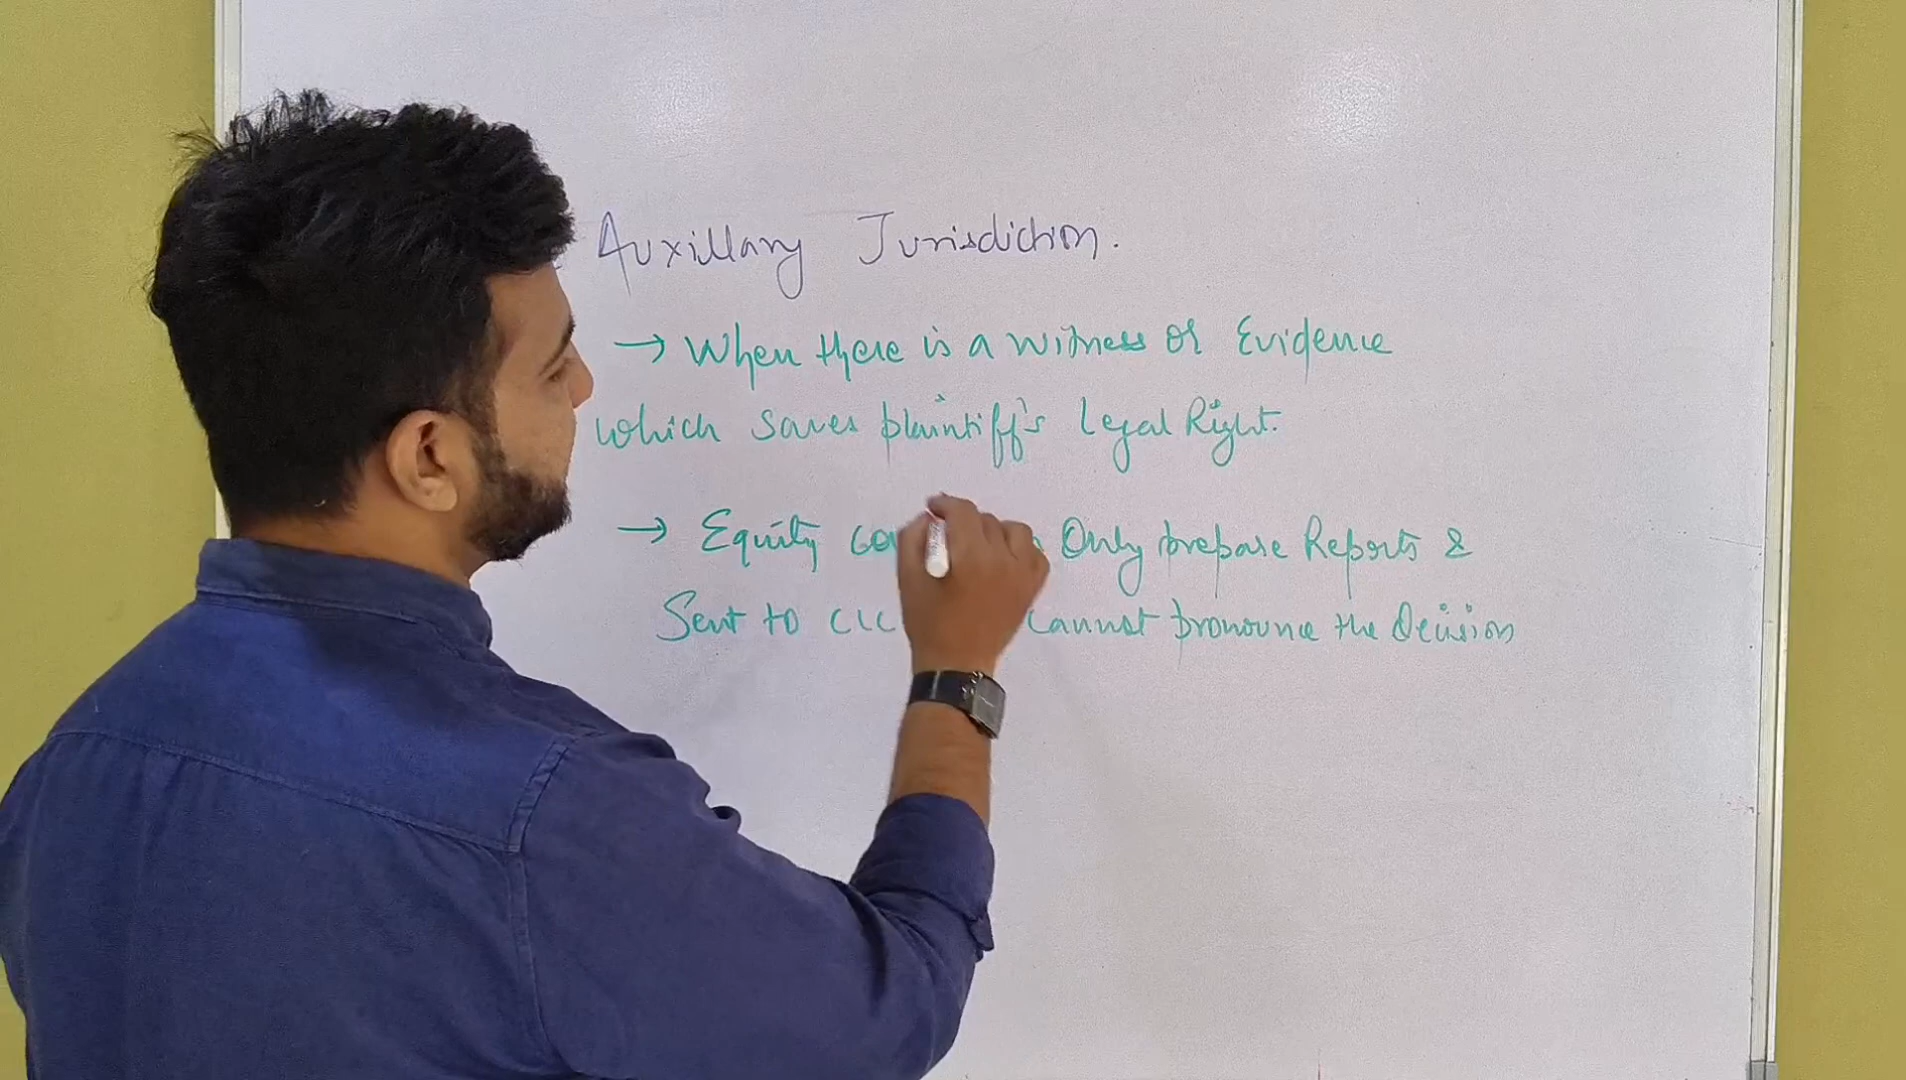 Auxillary Jurisdiction.
→ When there is a witness or Evidence
which saves plaintiff's Legal Right.
→ Equity Only prepare Reports &
Sent to CLC cannot pronounce the Decision